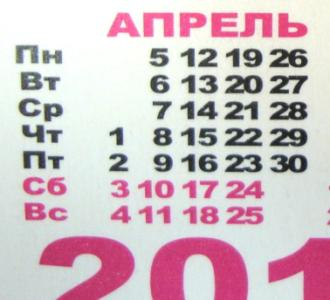 АПРЕЛЬ
Пн 5 12 19 26
Вт 6 13 20 27
Ср 7 14 21 28
Чт 1 8 15 22 29
Пт 2 9 16 23 30
Сб 3 10 17 24
Вс 4 11 18 25
201